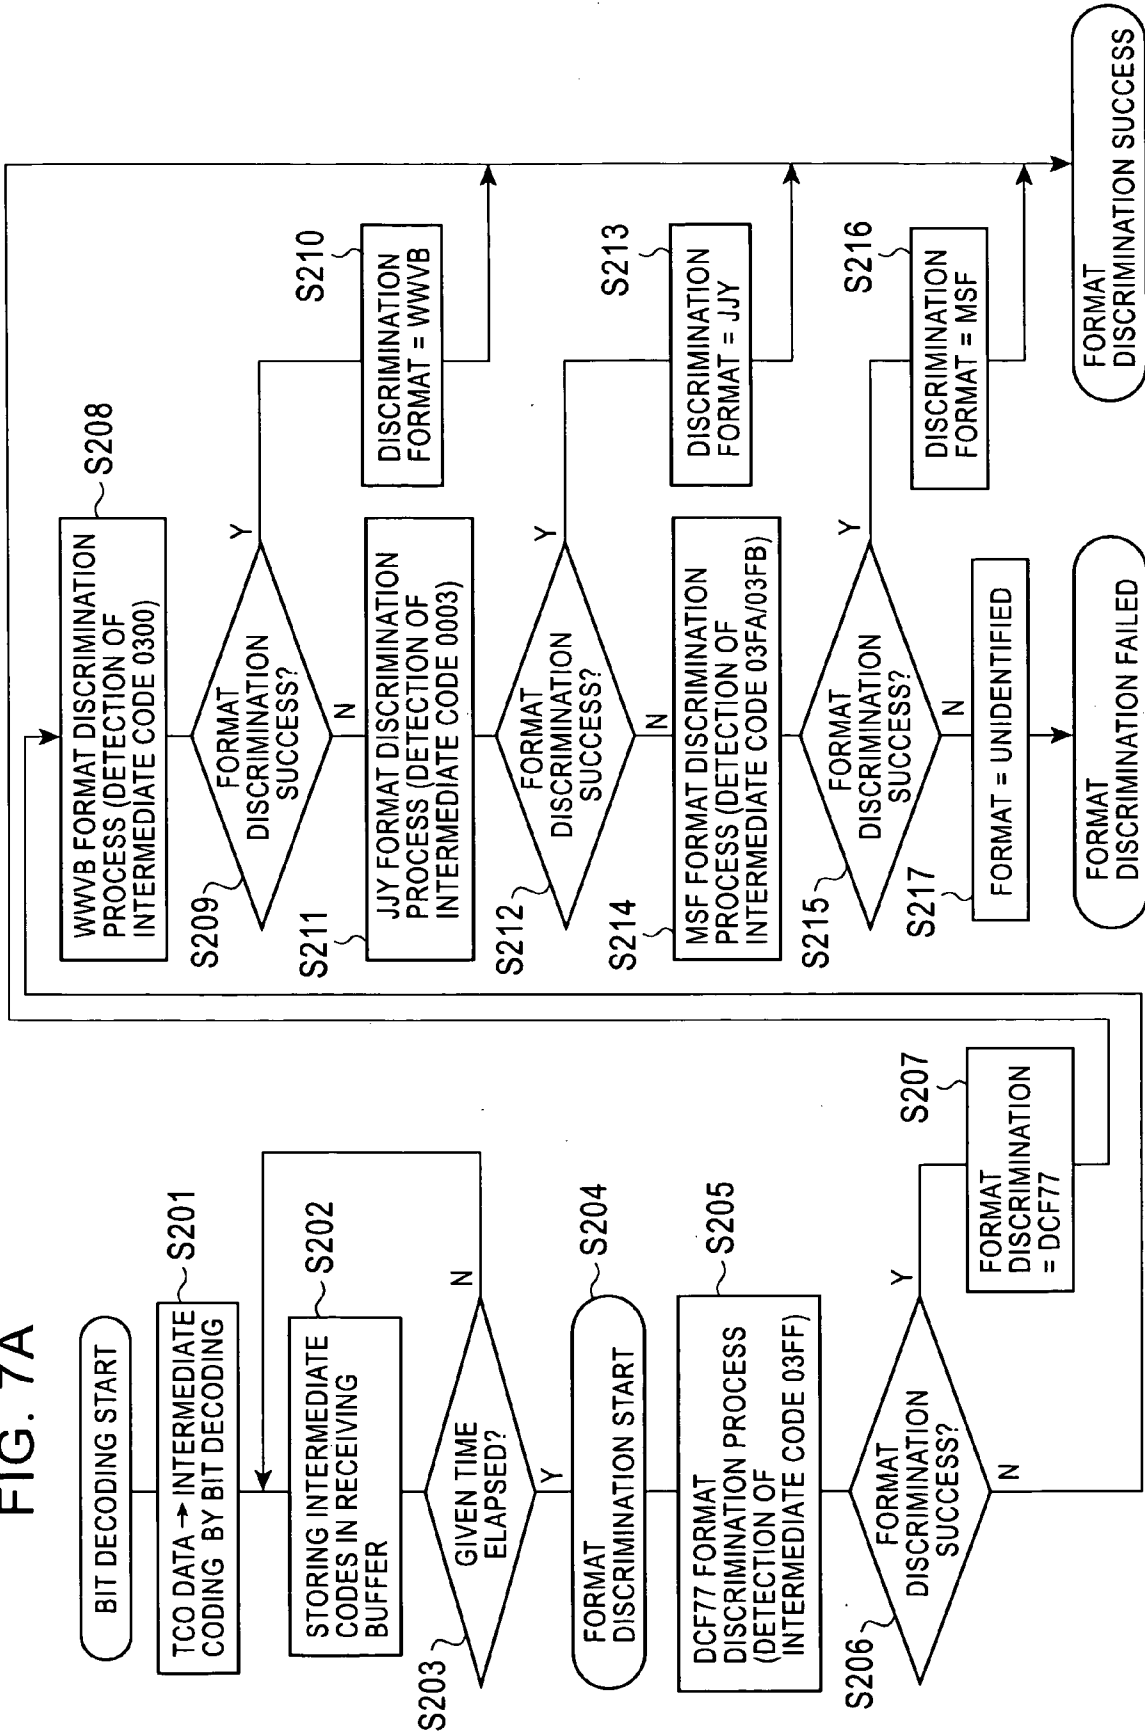 FIG. 7A
BIT DECODING START
TCO DATA → INTERMEDIATE
CODING BY BIT DECODING
S201
STORING INTERMEDIATE
CODES IN RECEIVING
BUFFER
S202
GIVEN TIME
ELAPSED?
S203
N
Y
FORMAT
DISCRIMINATION START
S204
DCF77 FORMAT
DISCRIMINATION PROCESS
(DETECTION OF
INTERMEDIATE CODE 03FF)
S205
FORMAT
DISCRIMINATION
SUCCESS?
S206
Y
N
FORMAT
DISCRIMINATION
= DCF77
S207
WWVB FORMAT DISCRIMINATION
PROCESS (DETECTION OF
INTERMEDIATE CODE 0300)
S208
FORMAT
DISCRIMINATION
SUCCESS?
S209
Y
N
DISCRIMINATION
FORMAT = WWVB
S210
JJY FORMAT DISCRIMINATION
PROCESS (DETECTION OF
INTERMEDIATE CODE 0003)
S211
FORMAT
DISCRIMINATION
SUCCESS?
S212
Y
N
DISCRIMINATION
FORMAT = JJY
S213
MSF FORMAT DISCRIMINATION
PROCESS (DETECTION OF
INTERMEDIATE CODE 03FA/03FB)
S214
FORMAT
DISCRIMINATION
SUCCESS?
S215
Y
N
DISCRIMINATION
FORMAT = MSF
S216
FORMAT = UNIDENTIFIED
S217
FORMAT
DISCRIMINATION FAILED
FORMAT
DISCRIMINATION SUCCESS